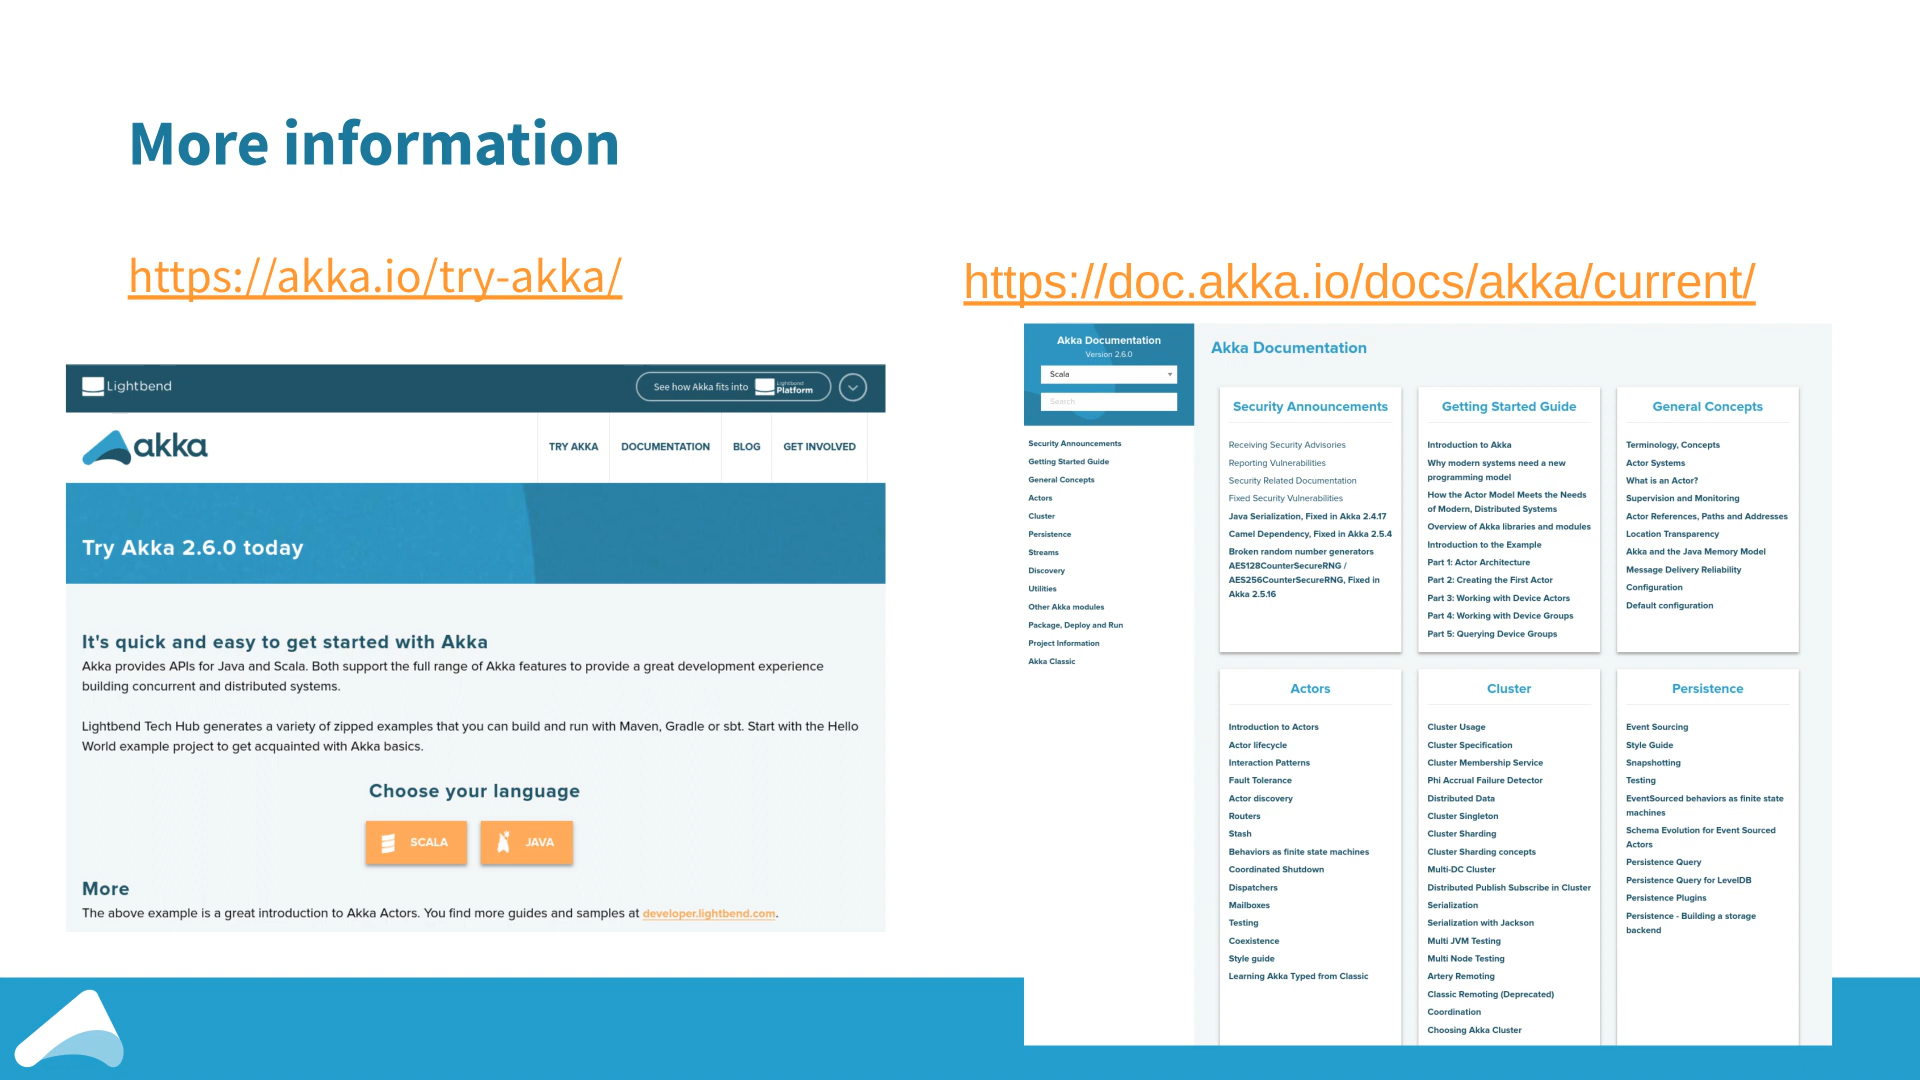 More information
https://akka.io/try-akka/
Lightbend
See how Akka fits into
Lightbend
Platform
akka
TRY AKKA
DOCUMENTATION
BLOG
GET INVOLVED
Try Akka 2.6.0 today
It's quick and easy to get started with Akka
Akka provides APIs for Java and Scala. Both support the full range of Akka features to provide a great development experience
building concurrent and distributed systems.
Lightbend Tech Hub generates a variety of zipped examples that you can build and run with Maven, Gradle or sbt. Start with the Hello
World example project to get acquainted with Akka basics.
Choose your language
SCALA
JAVA
More
The above example is a great introduction to Akka Actors. You find more guides and samples at developer.lightbend.com.
https://doc.akka.io/docs/akka/current/
Akka Documentation
Version 2.6.0
Scala
Search
Security Announcements
Getting Started Guide
General Concepts
Actors
Cluster
Persistence
Streams
Discovery
Utilities
Other Akka modules
Package, Deploy and Run
Project Information
Akka Classic
Akka Documentation
Security Announcements
Receiving Security Advisories
Reporting Vulnerabilities
Security Related Documentation
Fixed Security Vulnerabilities
Java Serialization, Fixed in Akka 2.4.17
Camel Dependency, Fixed in Akka 2.5.4
Broken random number generators
AES128CounterSecureRNG /
AES256CounterSecureRNG, Fixed in
Akka 2.5.16
Getting Started Guide
Introduction to Akka
Why modern systems need a new
programming model
How the Actor Model Meets the Needs
of Modern, Distributed Systems
Overview of Akka libraries and modules
Introduction to the Example
Part 1: Actor Architecture
Part 2: Creating the First Actor
Part 3: Working with Device Actors
Part 4: Working with Device Groups
Part 5: Querying Device Groups
General Concepts
Terminology, Concepts
Actor Systems
What is an Actor?
Supervision and Monitoring
Actor References, Paths and Addresses
Location Transparency
Akka and the Java Memory Model
Message Delivery Reliability
Configuration
Default configuration
Actors
Introduction to Actors
Actor lifecycle
Interaction Patterns
Fault Tolerance
Actor discovery
Routers
Stash
Behaviors as finite state machines
Coordinated Shutdown
Dispatchers
Mailboxes
Testing
Coexistence
Style guide
Learning Akka Typed from Classic
Cluster
Cluster Usage
Cluster Specification
Cluster Membership Service
Phi Accrual Failure Detector
Distributed Data
Cluster Singleton
Cluster Sharding
Cluster Sharding concepts
Multi-DC Cluster
Distributed Publish Subscribe in Cluster
Serialization
Serialization with Jackson
Multi JVM Testing
Multi Node Testing
Artery Remoting
Classic Remoting (Deprecated)
Coordination
Choosing Akka Cluster
Persistence
Event Sourcing
Style Guide
Snapshotting
Testing
EventSourced behaviors as finite state
machines
Schema Evolution for Event Sourced
Actors
Persistence Query
Persistence Query for LevelDB
Persistence Plugins
Persistence - Building a storage
backend